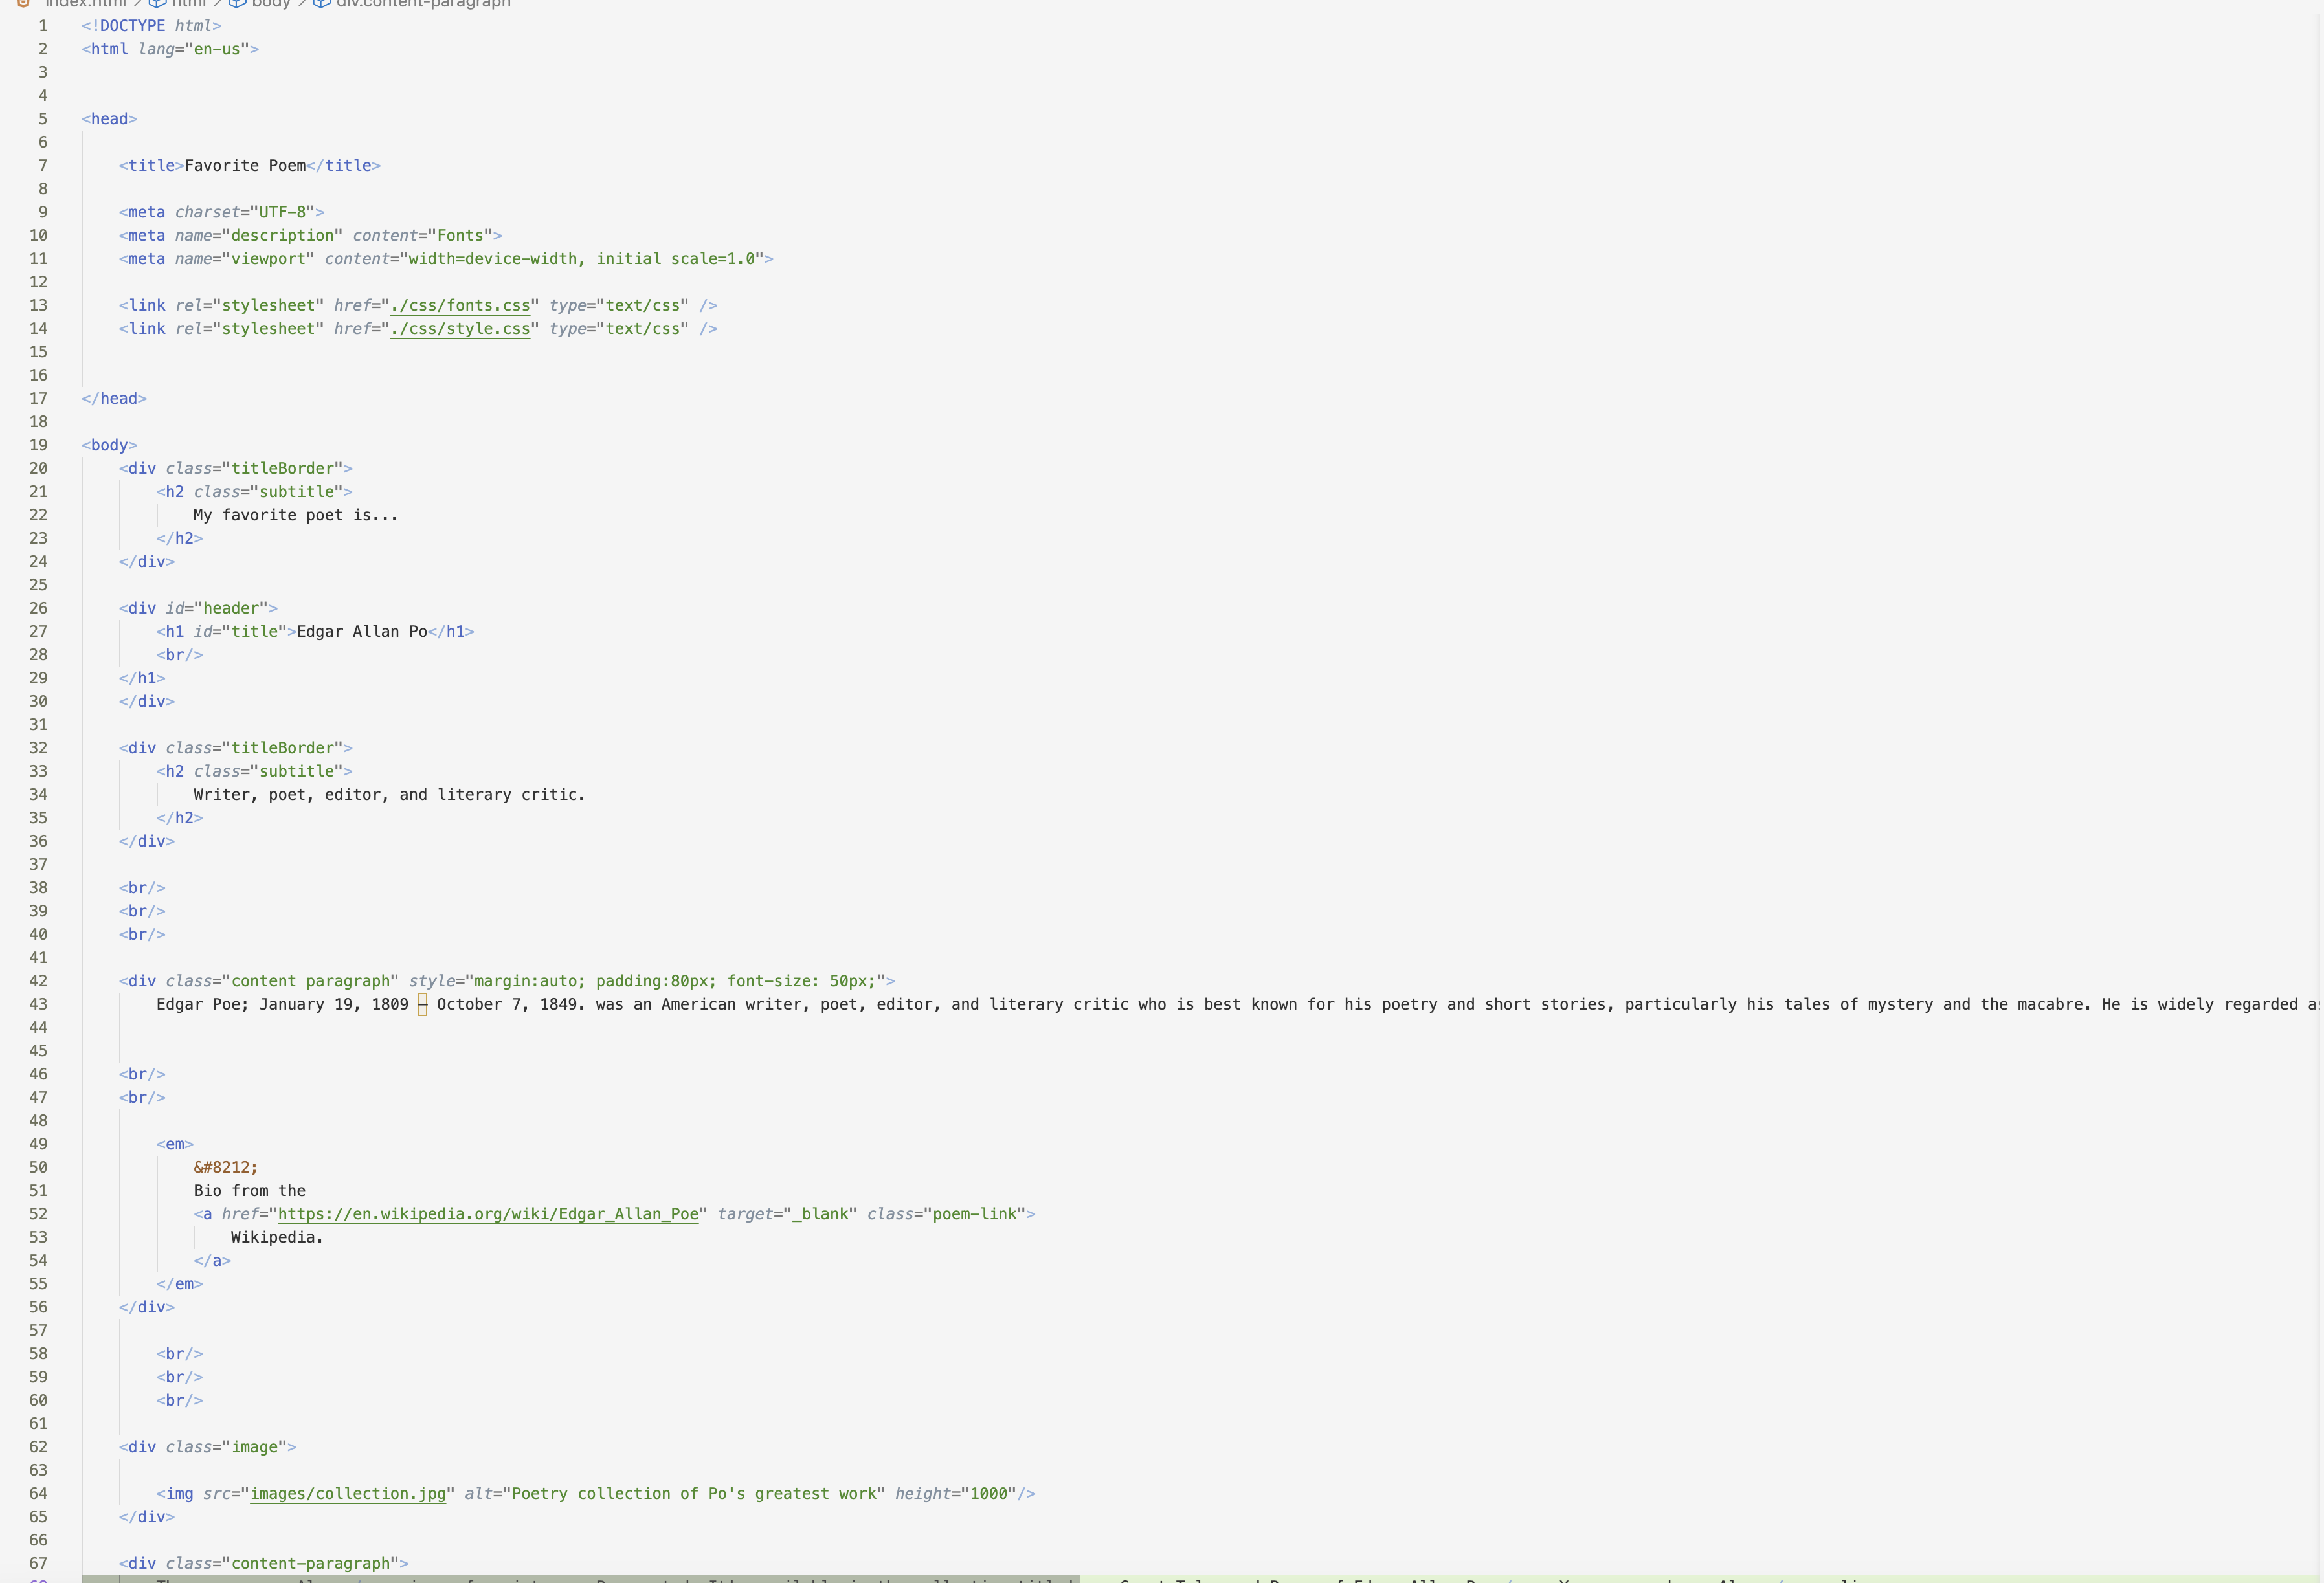 index.html > html > body > div.content-paragraph
1 <!DOCTYPE html>
2 <html lang="en-us">
3
4
5 <head>
6
7 <title>Favorite Poem</title>
8
9 <meta charset="UTF-8">
10 <meta name="description" content="Fonts">
11 <meta name="viewport" content="width=device-width, initial scale=1.0">
12
13 <link rel="stylesheet" href="./css/fonts.css" type="text/css" />
14 <link rel="stylesheet" href="./css/style.css" type="text/css" />
15
16
17 </head>
18
19 <body>
20 <div class="titleBorder">
21 <h2 class="subtitle">
22 My favorite poet is...
23 </h2>
24 </div>
25
26 <div id="header">
27 <h1 id="title">Edgar Allan Po</h1>
28 <br/>
29 </h1>
30 </div>
31
32 <div class="titleBorder">
33 <h2 class="subtitle">
34 Writer, poet, editor, and literary critic.
35 </h2>
36 </div>
37
38 <br/>
39 <br/>
40 <br/>
41
42 <div class="content paragraph" style="margin:auto; padding:80px; font-size: 50px;">
43 Edgar Poe; January 19, 1809 – October 7, 1849. was an American writer, poet, editor, and literary critic who is best known for his poetry and short stories, particularly his tales of mystery and the macabre. He is widely regarded as
44
45
46 <br/>
47 <br/>
48
49 <em>
50 &#8212;
51 Bio from the
52 <a href="https://en.wikipedia.org/wiki/Edgar_Allan_Poe" target="_blank" class="poem-link">
53 Wikipedia.
54 </a>
55 </em>
56 </div>
57
58 <br/>
59 <br/>
60 <br/>
61
62 <div class="image">
63
64 <img src="images/collection.jpg" alt="Poetry collection of Po's greatest work" height="1000"/>
65 </div>
66
67 <div class="content-paragraph">